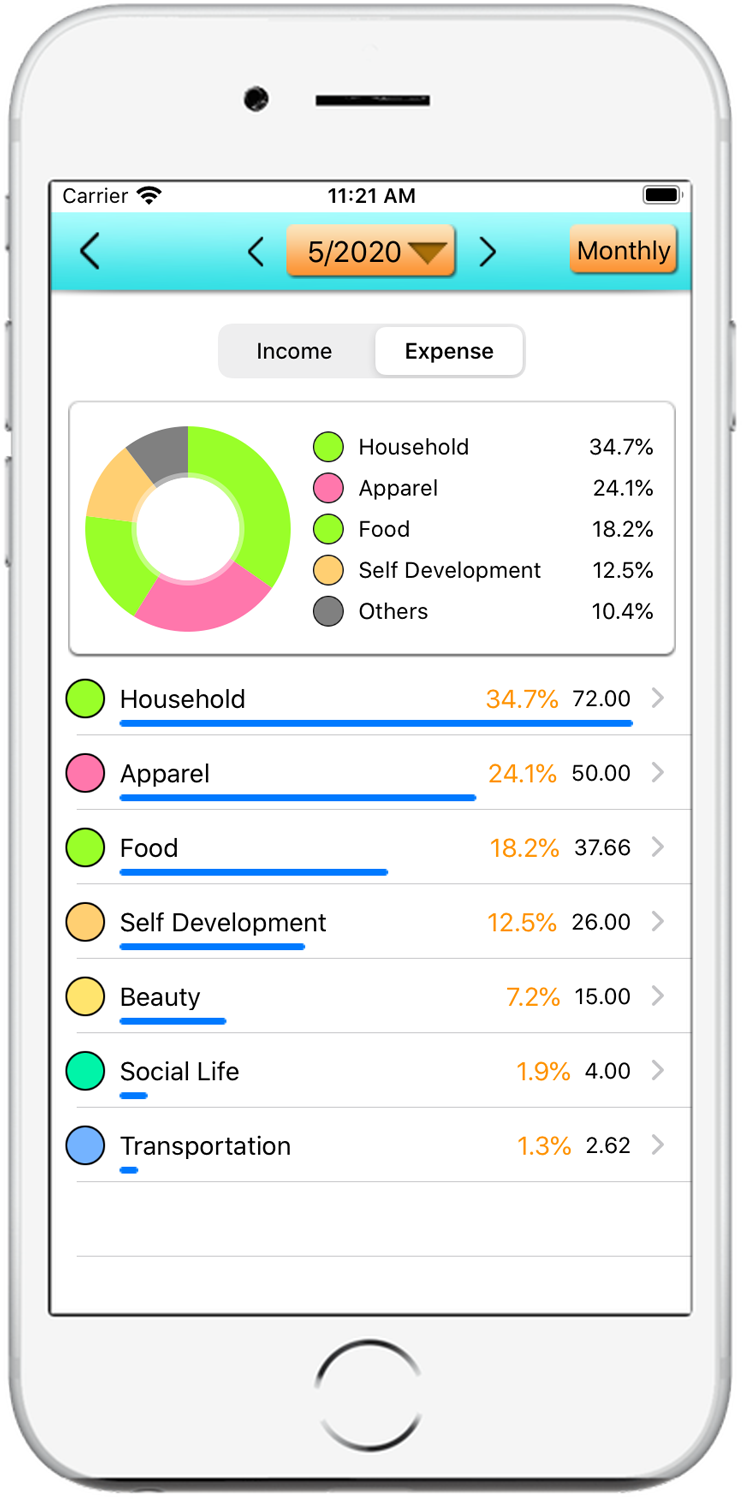 Carrier 11:21 AM
5/2020 Monthly
Income Expense
Household 34.7%
Apparel 24.1%
Food 18.2%
Self Development 12.5%
Others 10.4%
Household 34.7% 72.00
Apparel 24.1% 50.00
Food 18.2% 37.66
Self Development 12.5% 26.00
Beauty 7.2% 15.00
Social Life 1.9% 4.00
Transportation 1.3% 2.62